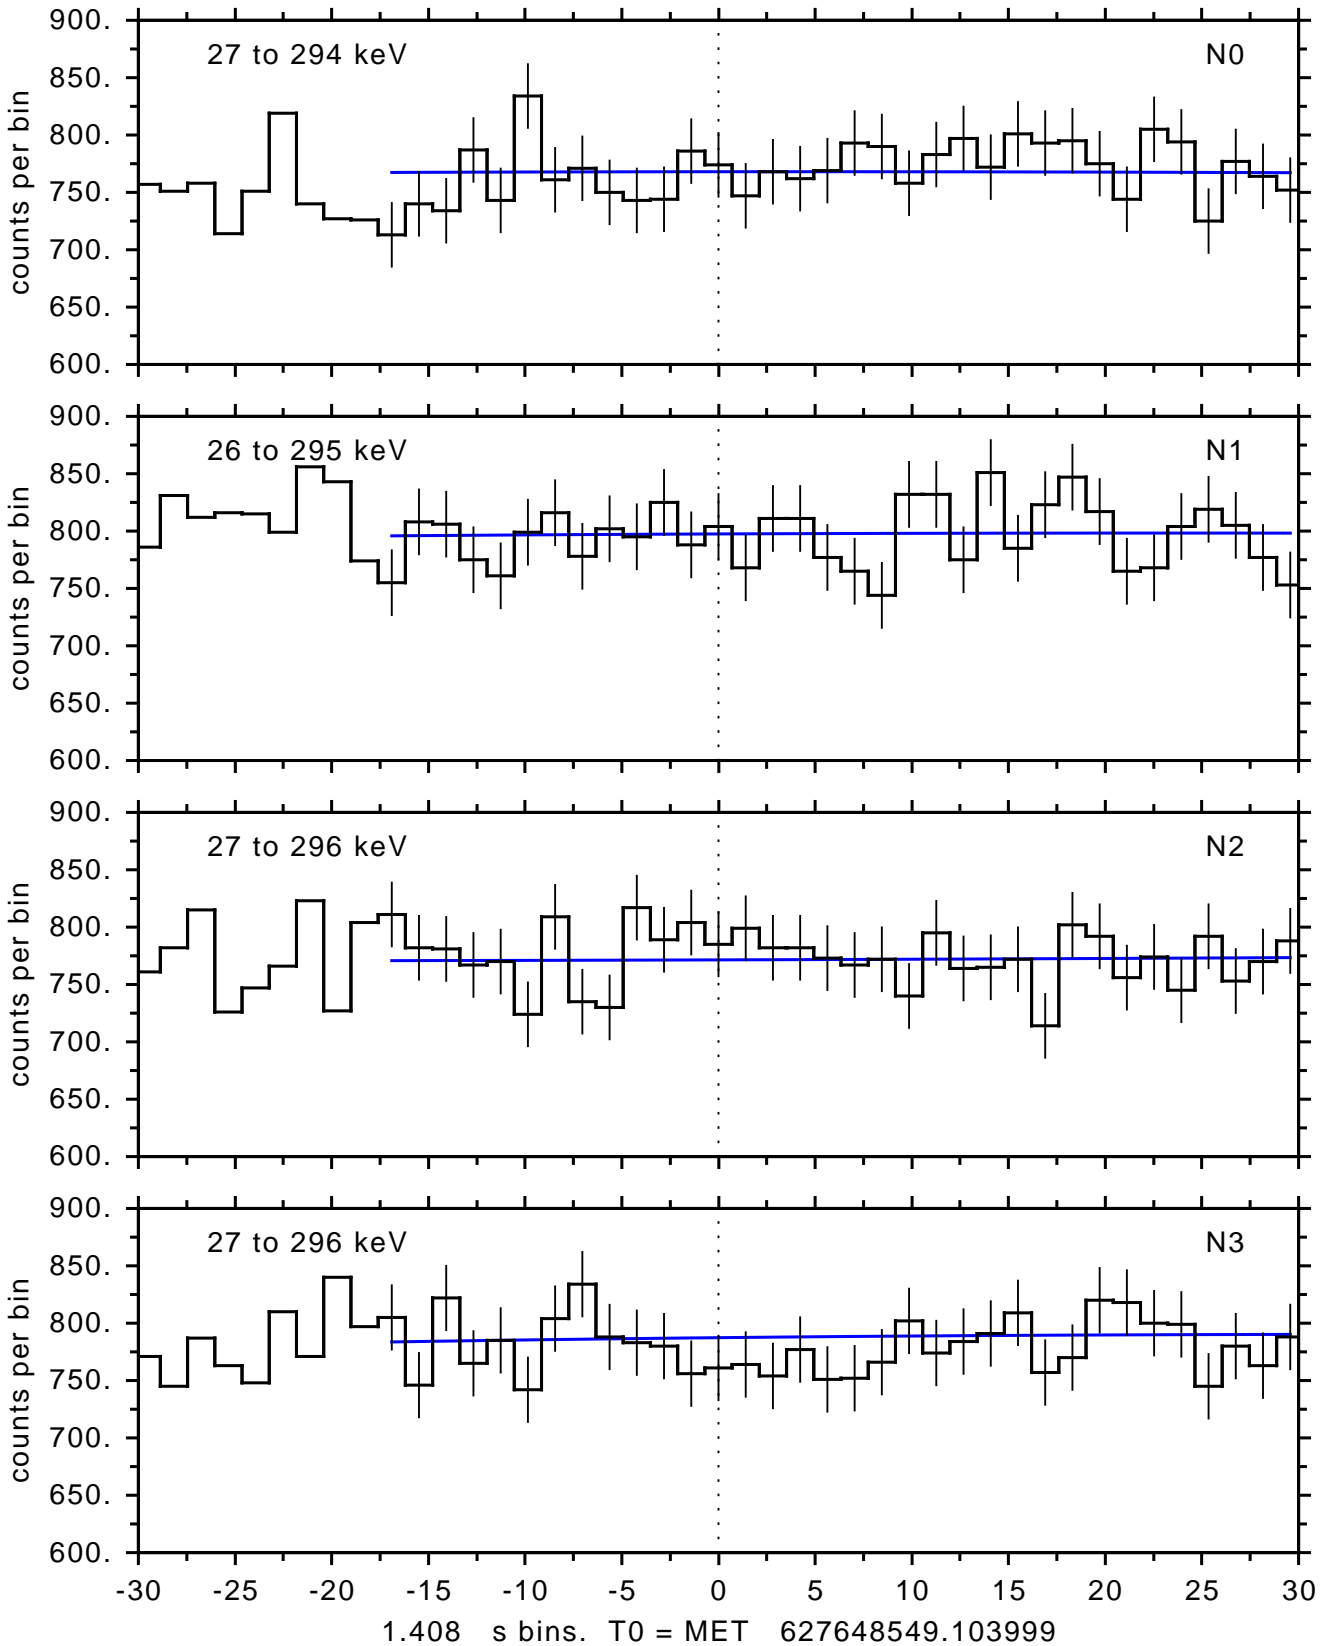 27 to 294 keV N0
900.
850.
800.
750.
700.
650.
600.
counts per bin
26 to 295 keV N1
900.
850.
800.
750.
700.
650.
600.
counts per bin
27 to 296 keV N2
900.
850.
800.
750.
700.
650.
600.
counts per bin
27 to 296 keV N3
900.
850.
800.
750.
700.
650.
600.
counts per bin
-30 -25 -20 -15 -10 -5 0 5 10 15 20 25 30
1.408 s bins. T0 = MET 627648549.103999